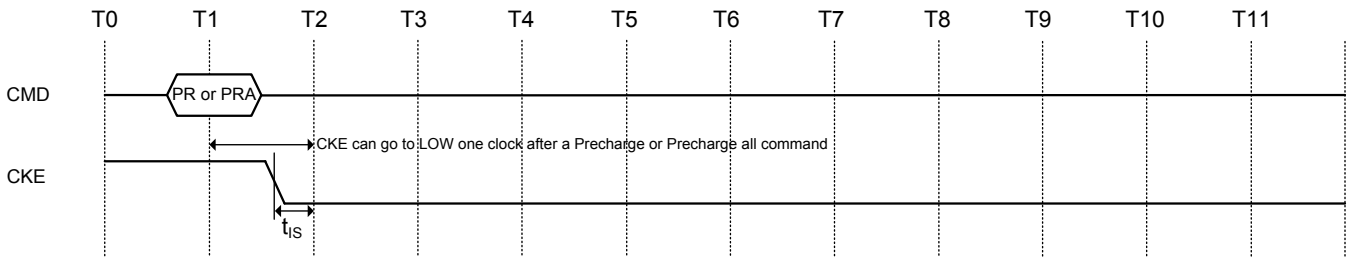 T0 T1 T2 T3 T4 T5 T6 T7 T8 T9 T10 T11
CMD PR or PRA
CKE can go to LOW one clock after a Precharge or Precharge all command
CKE
tIS